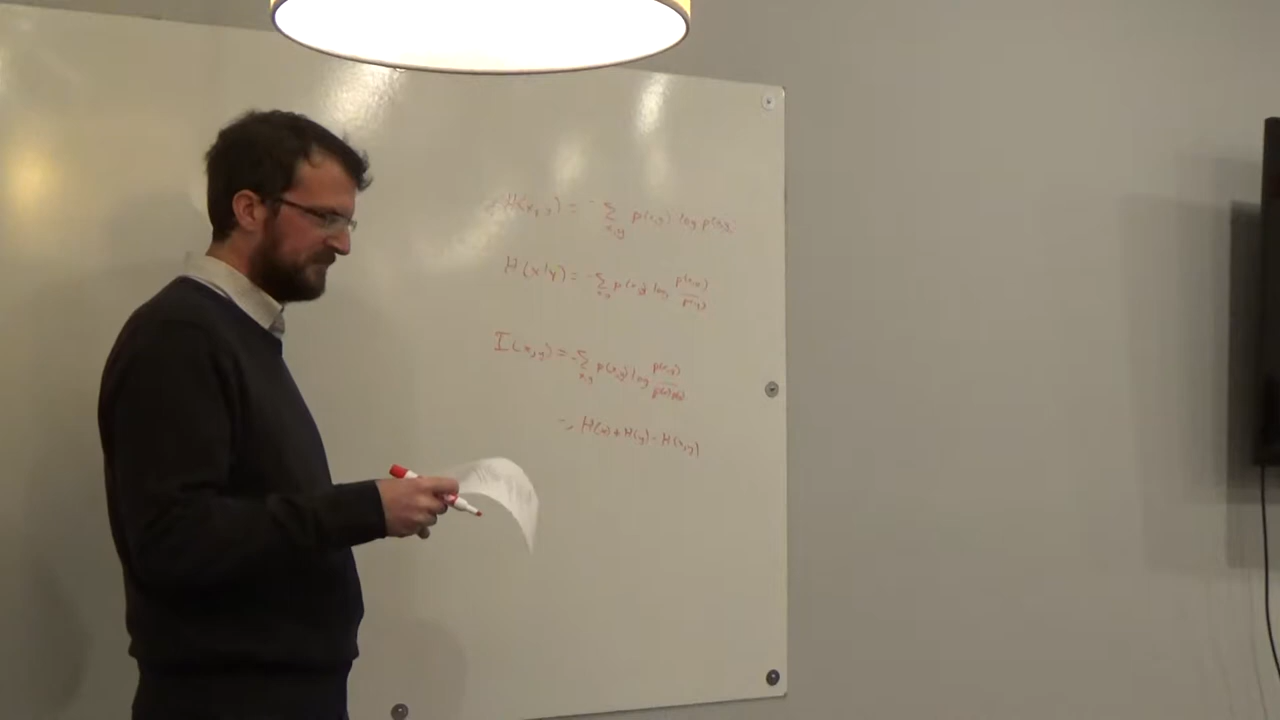 H(x,y) = - Σ x,y p(x,y) log p(x,y)
H(x|y) = - Σ x,y p(x,y) log p(x,y) / p(y)
I(x,y) = - Σ x,y p(x,y) log p(x,y) / p(x)p(y)
= H(x) + H(y) - H(x,y)